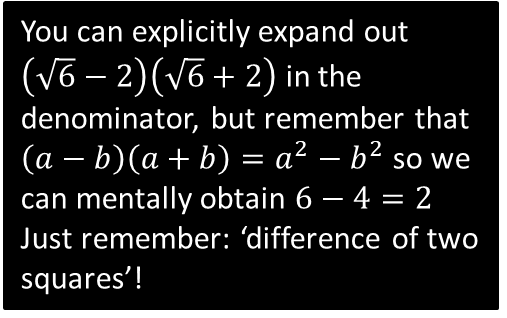 You can explicitly expand out
(√6 − 2)(√6 + 2) in the
denominator, but remember that
(a − b)(a + b) = a² − b² so we
can mentally obtain 6 − 4 = 2
Just remember: ‘difference of two
squares’!